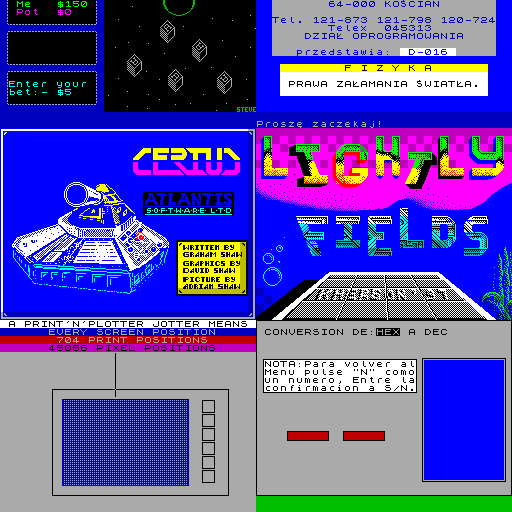 Me $150
Pot $0
Enter your
bet:- $5
STEVE
64-000 KOŚCIAN
Tel. 121-873 121-798 120-724
Telex 045313
DZIAŁ OPROGRAMOWANIA
przedstawia: D-016
F I Z Y K A
PRAWA ZAŁAMANIA ŚWIATŁA.
CERIUS
ATLANTIS
SOFTWARE LTD
WRITTEN BY
GRAHAM SHAW
GRAPHICS BY
DAVID SHAW
PICTURE BY
ADRIAN SHAW
Proszę zaczekaj!
LIGHTLY
FIELDS
A PRINT'N'PLOTTER JOTTER MEANS
EVERY SCREEN POSITION
704 PRINT POSITIONS
45056 PIXEL POSITIONS
CONVERSION DE:HEX A DEC
NOTA:Para volver al
Menu pulse "N" como
un numero, Entre la
confirmacion a S/N.